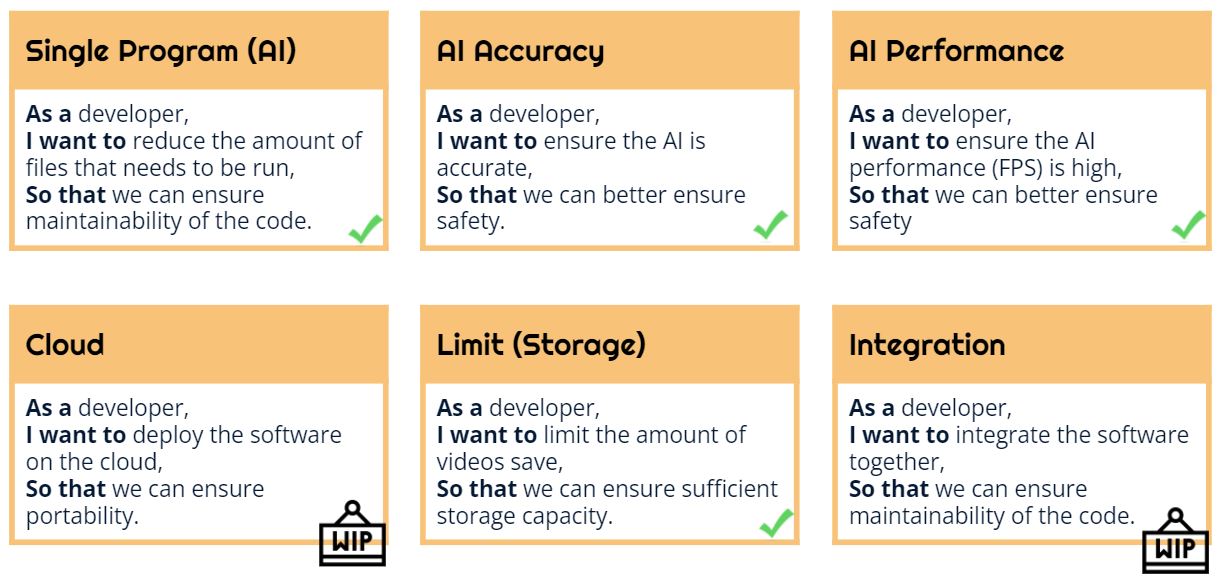 Single Program (AI)
As a developer,
I want to reduce the amount of
files that needs to be run,
So that we can ensure
maintainability of the code.
AI Accuracy
As a developer,
I want to ensure the AI is
accurate,
So that we can better ensure
safety.
AI Performance
As a developer,
I want to ensure the AI
performance (FPS) is high,
So that we can better ensure
safety
Cloud
As a developer,
I want to deploy the software
on the cloud,
So that we can ensure
portability.
WIP
Limit (Storage)
As a developer,
I want to limit the amount of
videos save,
So that we can ensure sufficient
storage capacity.
Integration
As a developer,
I want to integrate the software
together,
So that we can ensure
maintainability of the code.
WIP